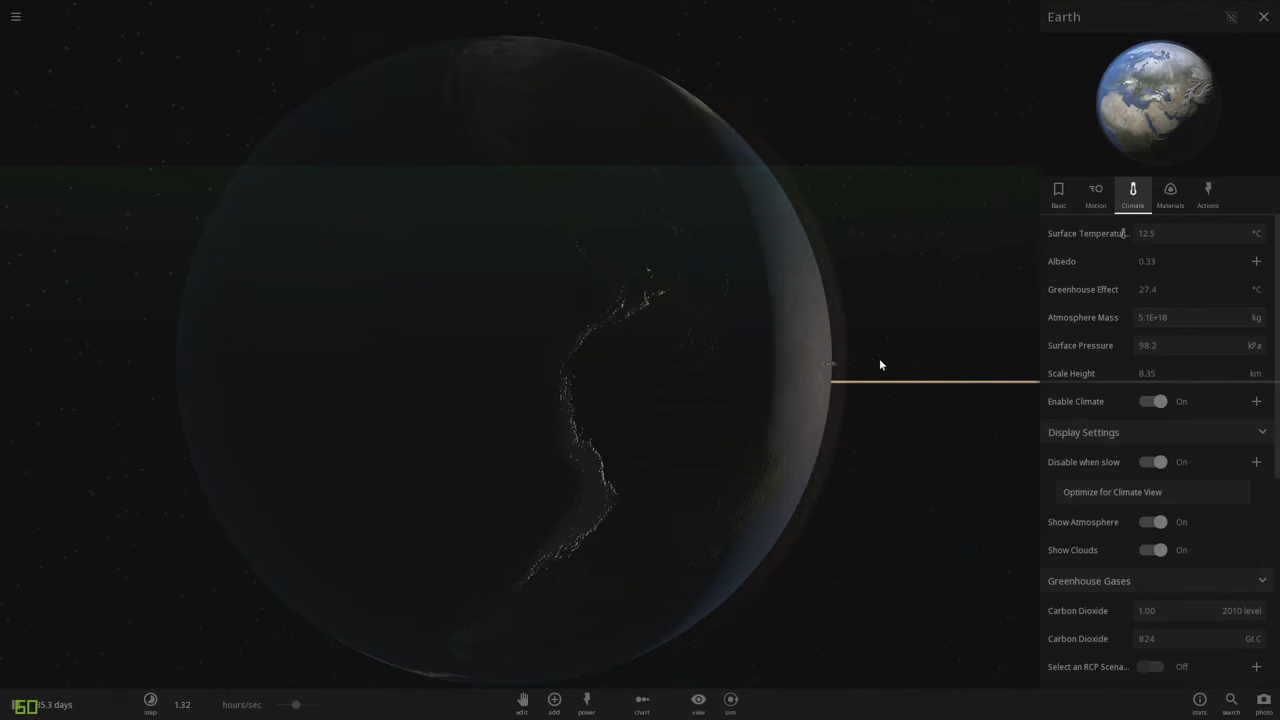 Earth
Basic Motion Climate Materials Actions
Surface Temperatu... 12.5 °C
Albedo 0.33
Greenhouse Effect 27.4 °C
Atmosphere Mass 5.1E+18 kg
Surface Pressure 98.2 kPa
Earth
Scale Height 8.35 km
Enable Climate On
Display Settings
Disable when slow On
Optimize for Climate View
Show Atmosphere On
Show Clouds On
Greenhouse Gases
Carbon Dioxide 1.00 2010 level
Carbon Dioxide 824 Gt C
Select an RCP Scena... Off
60 days step 1.32 hours/sec edit add power chart view sim stats search photo